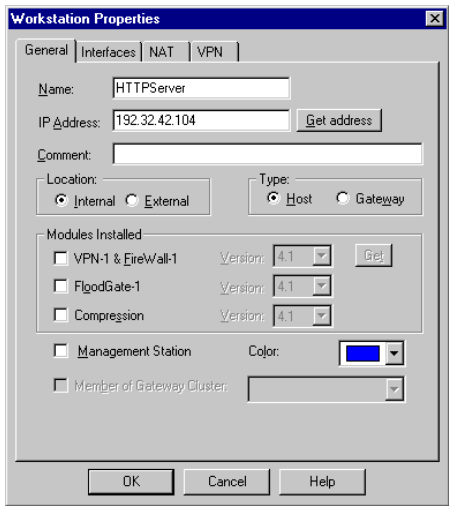 Workstation Properties
General Interfaces NAT VPN
Name: HTTPServer
IP Address: 192.32.42.104 Get address
Comment:
Location: Type:
Internal External Host Gateway
Modules Installed
VPN-1 & FireWall-1 Version: 4.1 Get
FloodGate-1 Version: 4.1
Compression Version: 4.1
Management Station Color:
Member of Gateway Cluster:
OK Cancel Help